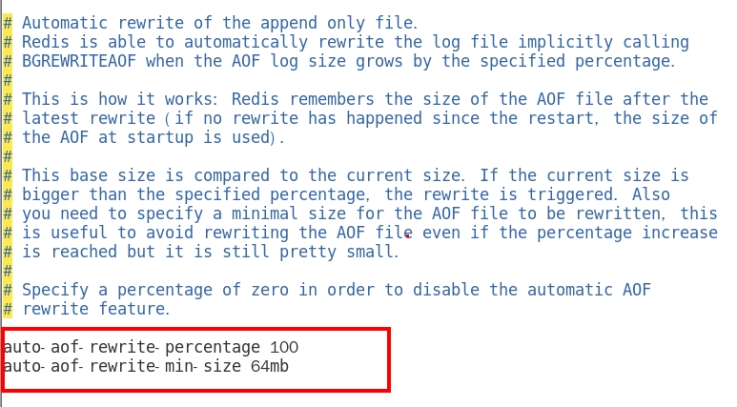 # Automatic rewrite of the append only file.
# Redis is able to automatically rewrite the log file implicitly calling
# BGREWRITEAOF when the AOF log size grows by the specified percentage.
#
# This is how it works: Redis remembers the size of the AOF file after the
# latest rewrite (if no rewrite has happened since the restart, the size of
# the AOF at startup is used).
#
# This base size is compared to the current size. If the current size is
# bigger than the specified percentage, the rewrite is triggered. Also
# you need to specify a minimal size for the AOF file to be rewritten, this
# is useful to avoid rewriting the AOF file even if the percentage increase
# is reached but it is still pretty small.
#
# Specify a percentage of zero in order to disable the automatic AOF
# rewrite feature.
auto-aof-rewrite-percentage 100
auto-aof-rewrite-min-size 64mb